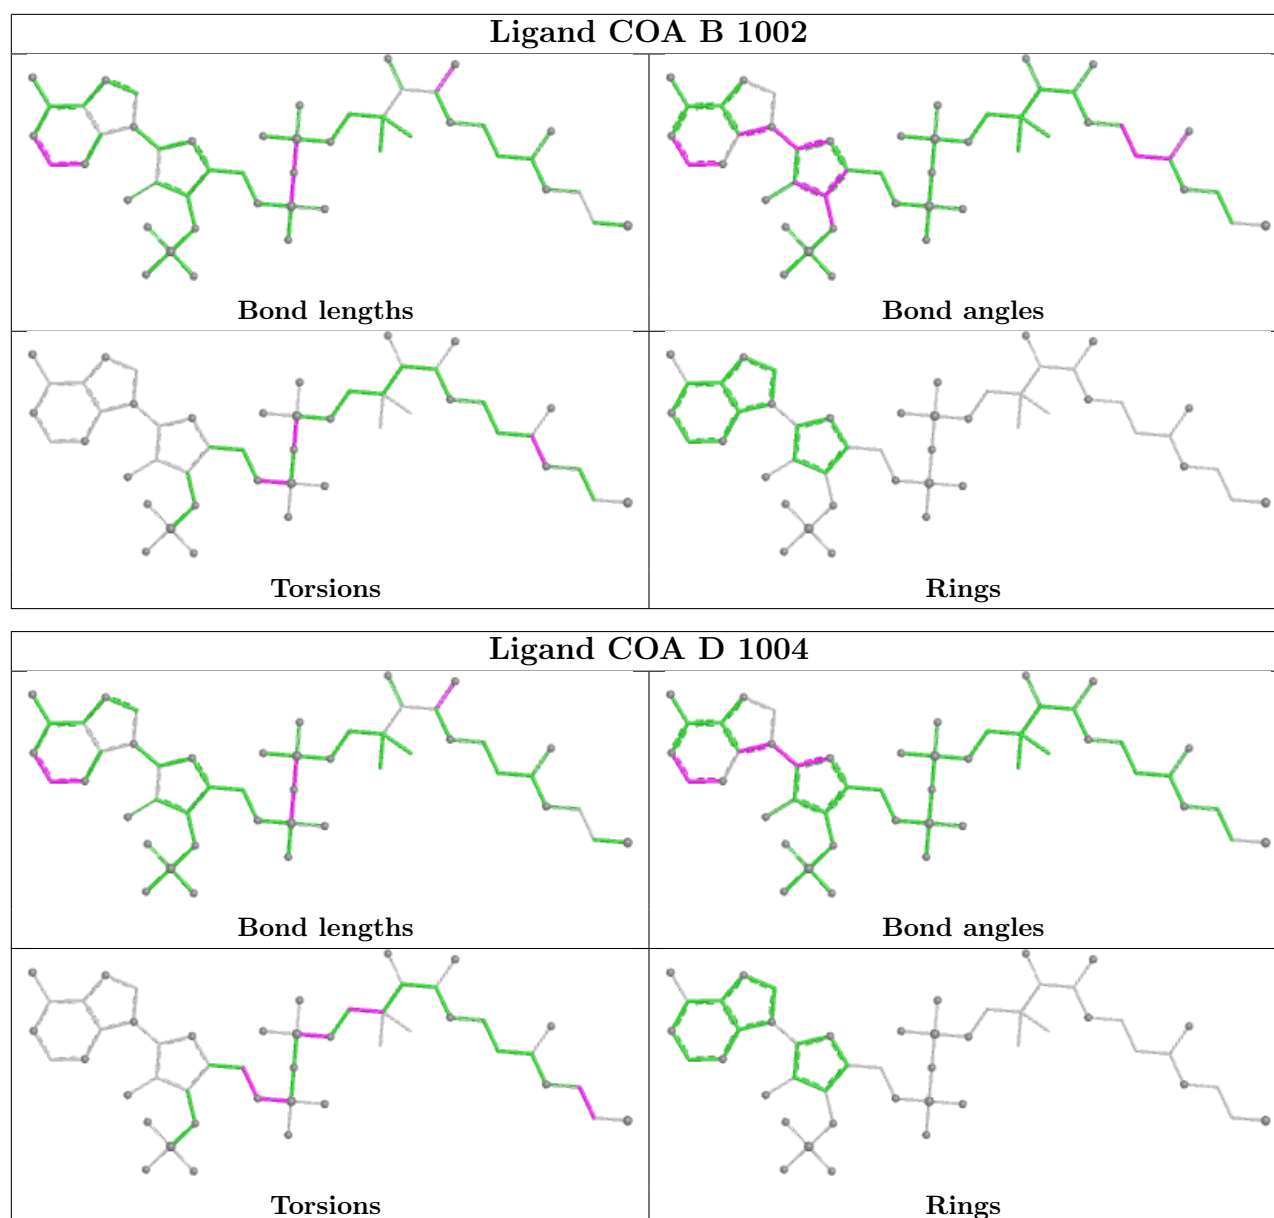 Ligand COA B 1002
Bond lengths
Bond angles
Torsions
Rings
Ligand COA D 1004
Bond lengths
Bond angles
Torsions
Rings